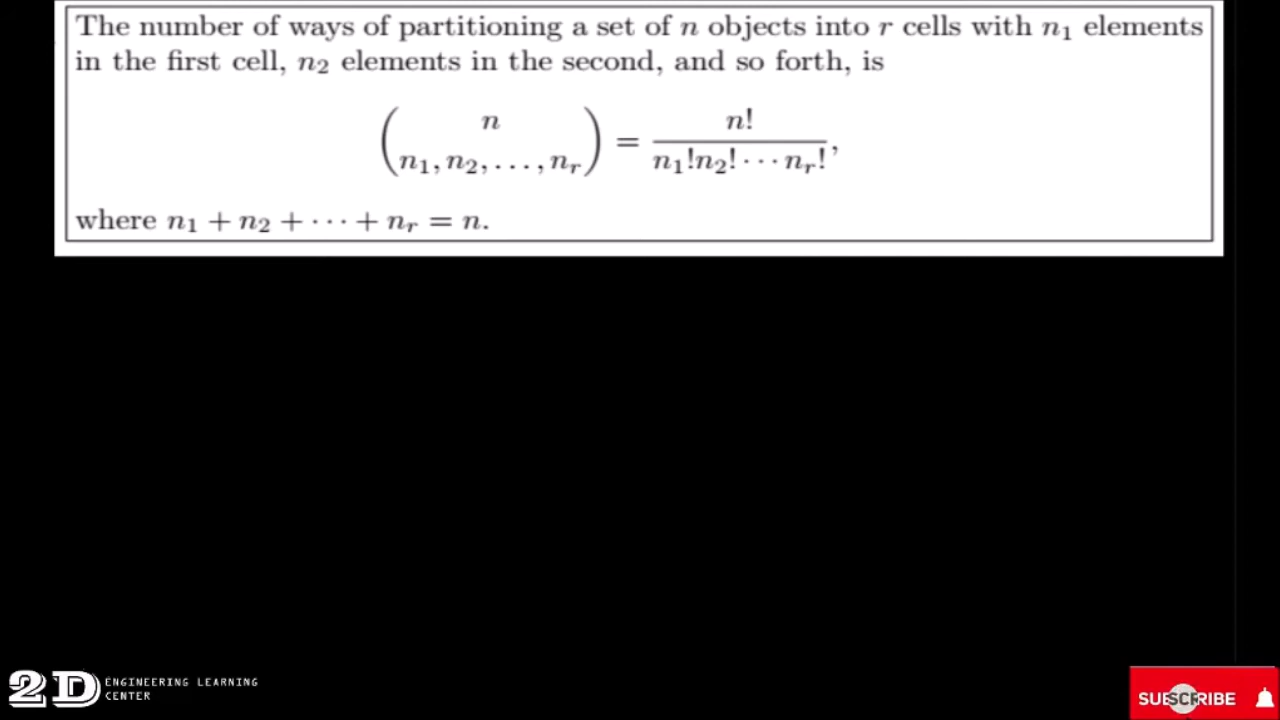 The number of ways of partitioning a set of n objects into r cells with n₁ elements
in the first cell, n₂ elements in the second, and so forth, is
(n
n₁, n₂, . . . , nᵣ) = n! / n₁!n₂! · · · nᵣ!,
where n₁ + n₂ + · · · + nᵣ = n.
2D ENGINEERING LEARNING
CENTER
SUBSCRIBE